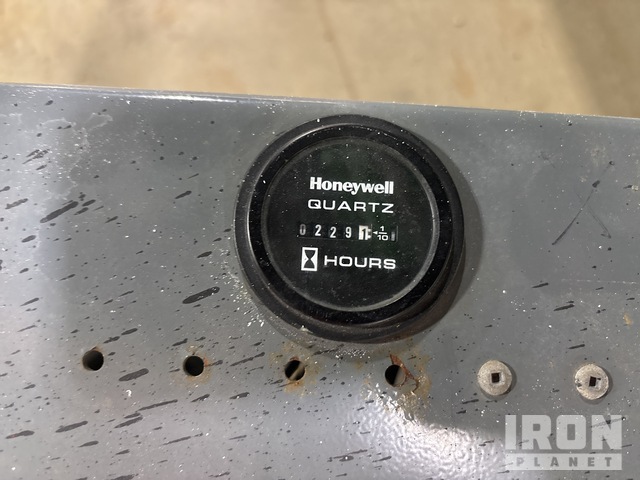 Honeywell
QUARTZ
0229 1/10
HOURS
IRON
PLANET